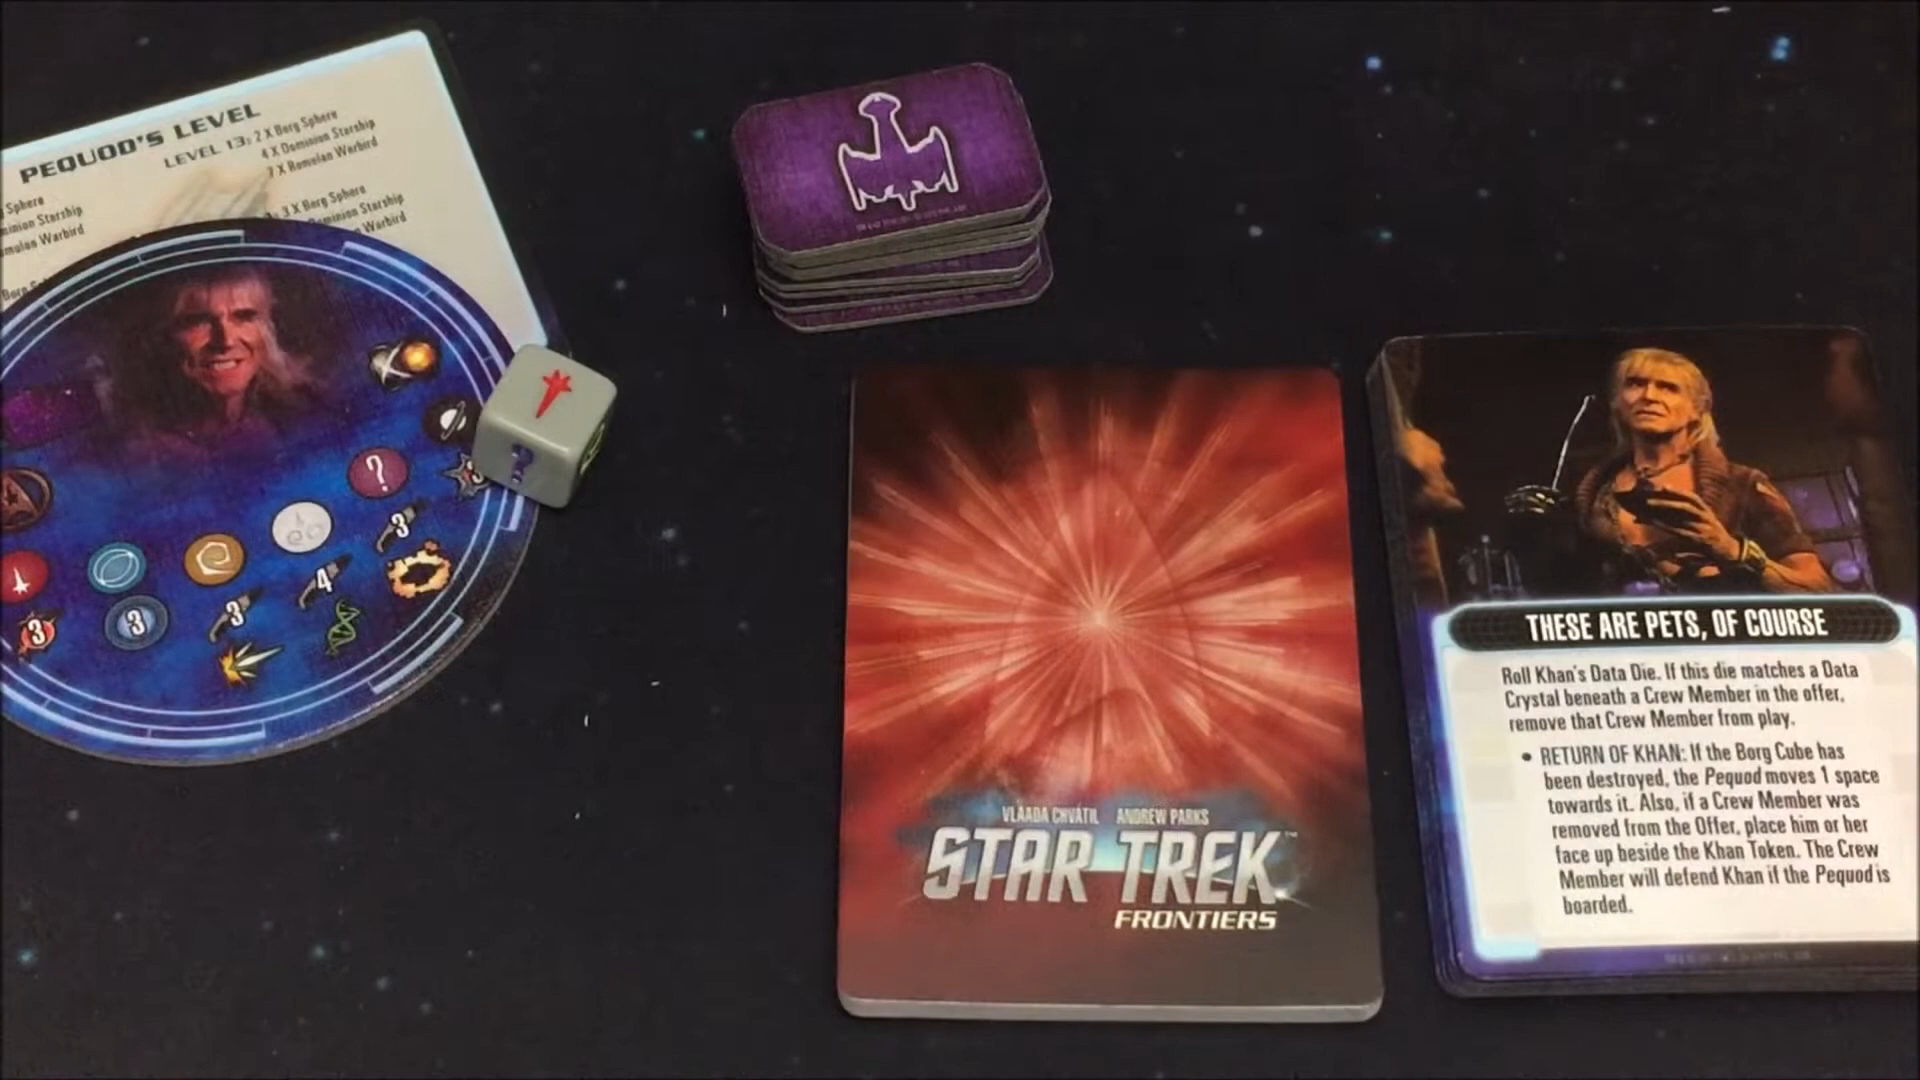 PEQUOD'S LEVEL
LEVEL 13: 2 X Borg Sphere
4 X Dominion Starship
7 X Romulan Warbird
Sphere
Starship
Warbird
3 X Borg Sphere
Dominion Starship
Warbird
Borg
?
3
3
3
3
4
3
?
VLAADA CHVÁTIL ANDREW PARKS
STAR TREK™
FRONTIERS
THESE ARE PETS, OF COURSE
Roll Khan's Data Die. If this die matches a Data
Crystal beneath a Crew Member in the offer,
remove that Crew Member from play.
• RETURN OF KHAN: If the Borg Cube has
been destroyed, the Pequod moves 1 space
towards it. Also, if a Crew Member was
removed from the Offer, place him or her
face up beside the Khan Token. The Crew
Member will defend Khan if the Pequod is
boarded.